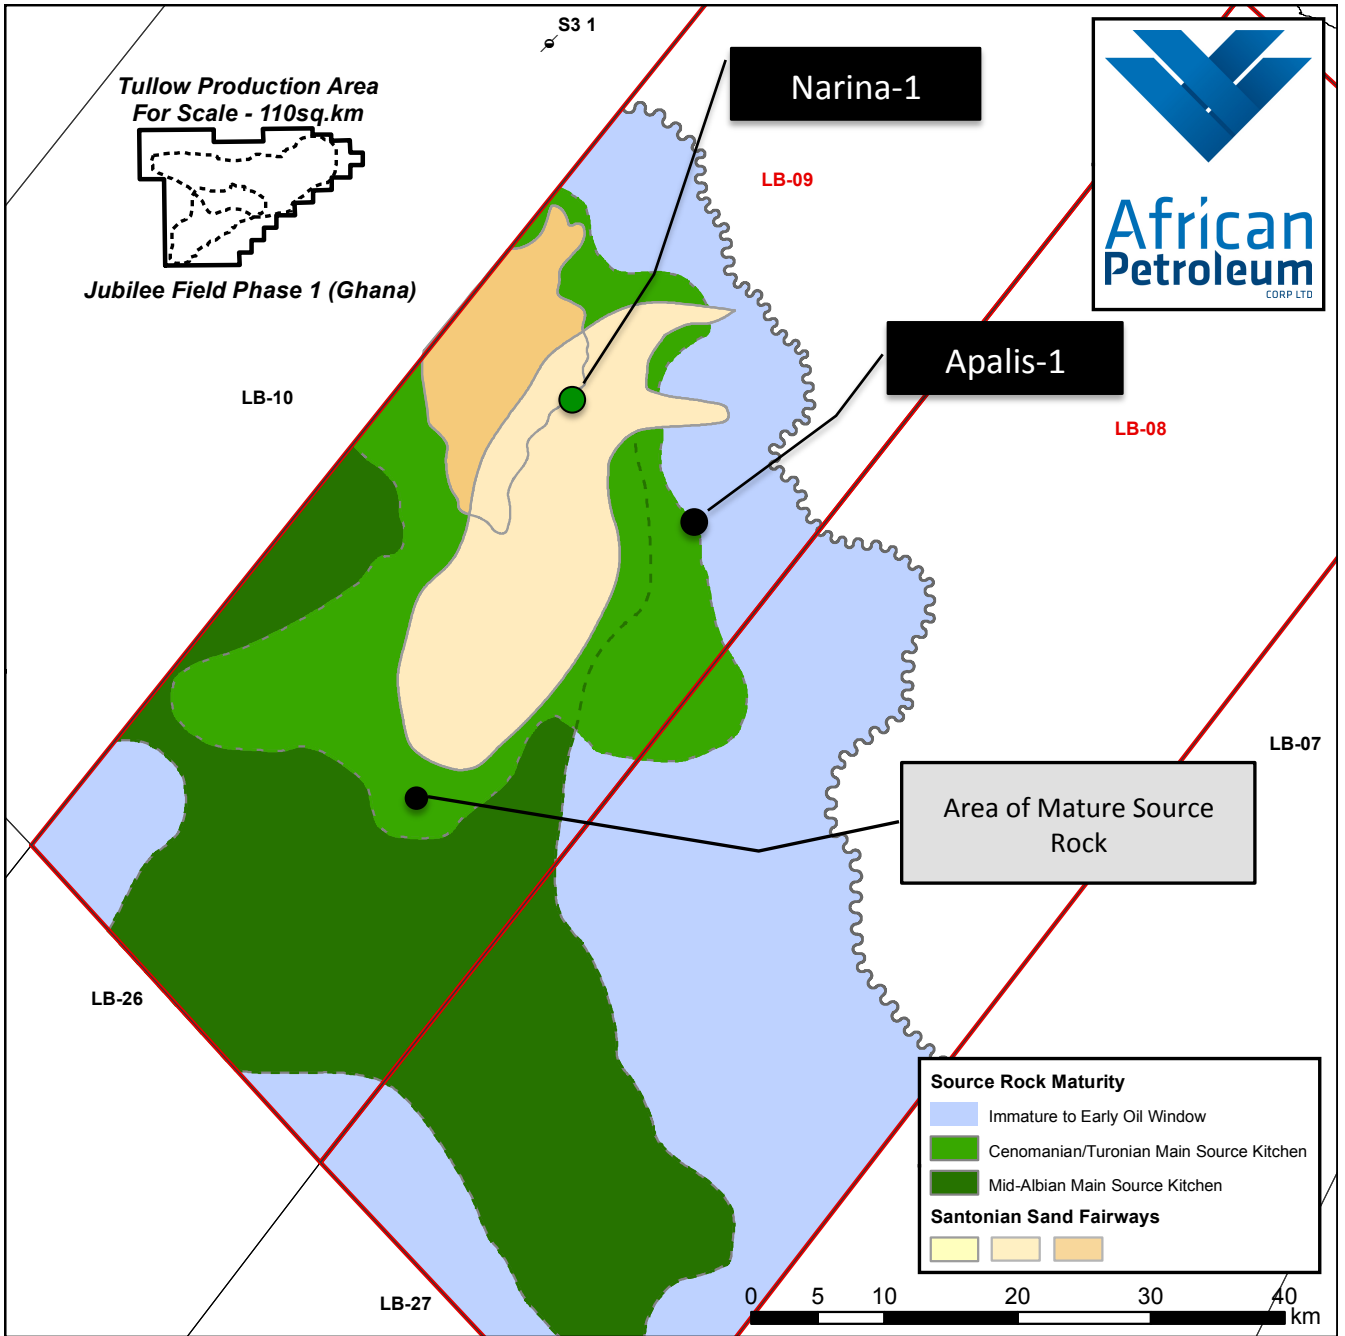 S3 1
Tullow Production Area
For Scale - 110sq.km
Jubilee Field Phase 1 (Ghana)
Narina-1
LB-09
African
Petroleum
CORP LTD
Apalis-1
LB-10
LB-08
LB-07
Area of Mature Source
Rock
LB-26
Source Rock Maturity
Immature to Early Oil Window
Cenomanian/Turonian Main Source Kitchen
Mid-Albian Main Source Kitchen
Santonian Sand Fairways
LB-27
0 5 10 20 30 40
km